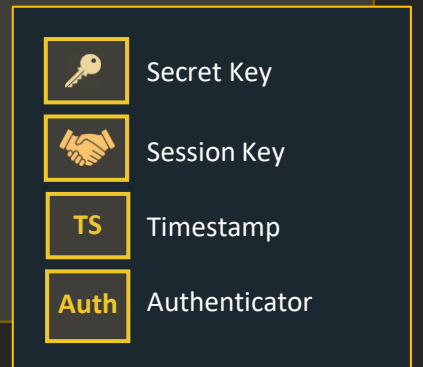 Secret Key
Session Key
TS Timestamp
Auth Authenticator